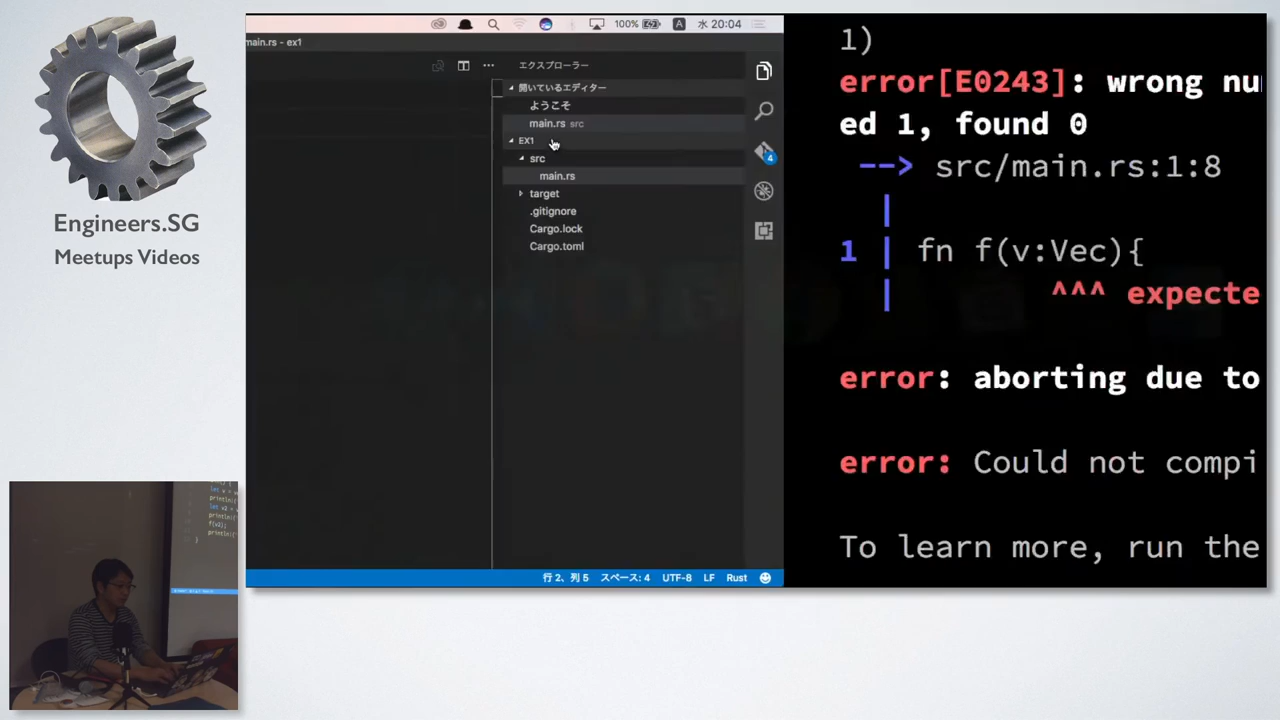 Engineers.SG
Meetups Videos
100%
A
水 20:04
main.rs - ex1
エクスプローラー
開いているエディター
ようこそ
main.rs src
EX1
src
main.rs
target
.gitignore
Cargo.lock
Cargo.toml
4
行 2、列 5
スペース: 4
UTF-8
LF
Rust
1)
error[E0243]: wrong nu
ed 1, found 0
--> src/main.rs:1:8
|
1 | fn f(v:Vec){
| ^^^ expecte
error: aborting due to
error: Could not compi
To learn more, run the
f(v2);